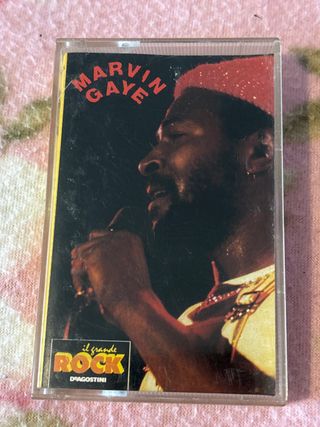 MARVIN
GAYE
il grande
ROCK
DeAGOSTINI